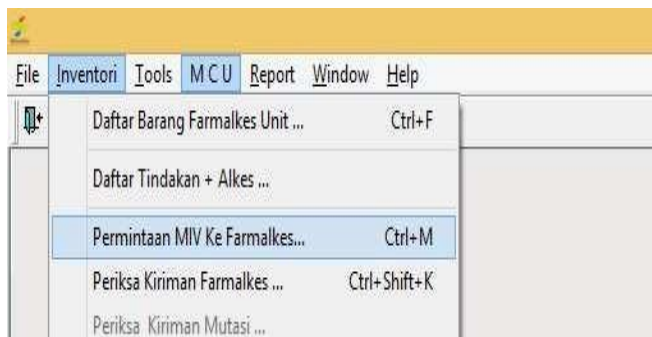 File Inventori Tools M C U Report Window Help
Daftar Barang Farmalkes Unit ... Ctrl+F
Daftar Tindakan + Alkes ...
Permintaan MIV Ke Farmalkes... Ctrl+M
Periksa Kiriman Farmalkes ... Ctrl+Shift+K
Periksa Kiriman Mutasi ...